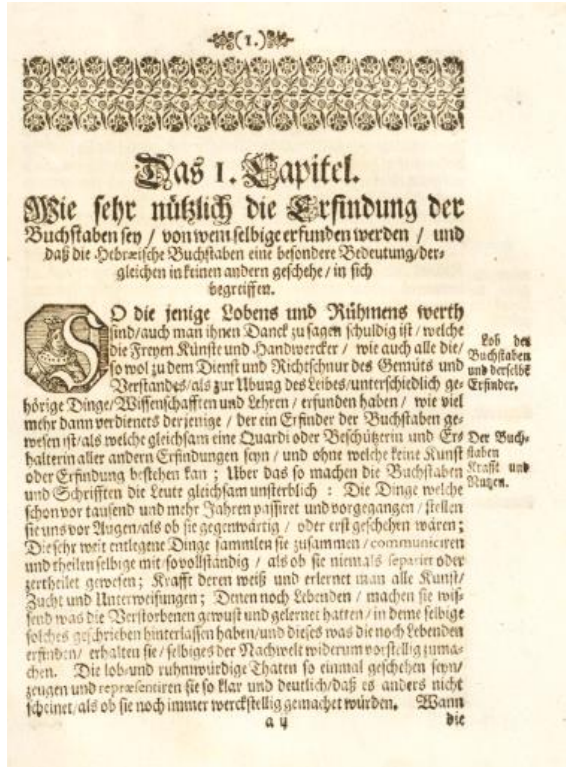 (1.)
Das 1. Capitel.
Wie sehr nützlich die Erfindung der
Buchstaben sey / von wem selbige erfunden werden / und
daß die Hebræische Buchstaben eine besondere Bedeutung / der-
gleichen in keinen andern geschehe / in sich
begreiffen.
SO die jenige Lobens und Rühmens werth
sind / auch man ihnen Danck zu sagen schuldig ist / welche
die Freyen Künste und Handwercker / wie auch alle die /
so wol zu dem Dienst und Richtschnur des Gemüts und
Verstandes / als zur Ubung des Leibes / unterschiedlich ge-
hörige Dinge / Wissenschafften und Lehren / erfunden haben / wie viel
mehr dann verdienets derjenige / der ein Erfinder der Buchstaben ge-
wesen ist / als welche gleichsam eine Quardi oder Beschützerin und Er-
halterin aller andern Erfindungen seyn / und ohne welche keine Kunst
oder Erfindung bestehen kan ; Uber das so machen die Buchstaben
und Schrifften die Leute gleichsam unsterblich : Die Dinge welche
schon vor tausend und mehr Jahren passiret und vorgegangen / stellen
sie uns vor Augen / als ob sie gegenwärtig / oder erst geschehen wären ;
Die sehr weit entlegene Dinge sammlen sie zusammen / communiciren
und theilen selbige mit / so vollständig / als ob sie niemals separiet oder
zertheilet gewesen ; Krafft deren weiß und erlernet man alle Kunst /
Zucht und Unterweisungen ; Denen noch Lebenden / machen sie wis-
send was die Verstorbenen gewust und gelernet hatten / in deme selbige
solches geschrieben hinterlassen haben / und dieses was die noch Lebenden
erfinden / erhalten sie / selbiges der Nachwelt widerum vorstellig zuma-
chen. Die lob- und ruhmwürdige Thaten so einmal geschehen seyn /
zeugen und repræsentiren sie so klar und deutlich / daß es anders nicht
scheinet / als ob sie noch immer werckstellig gemachet würden. Wann
a ij die
Lob der
Buchstaben
und derselbē
Erfinder.
Der Buch-
staben
Krafft und
Nutzen.